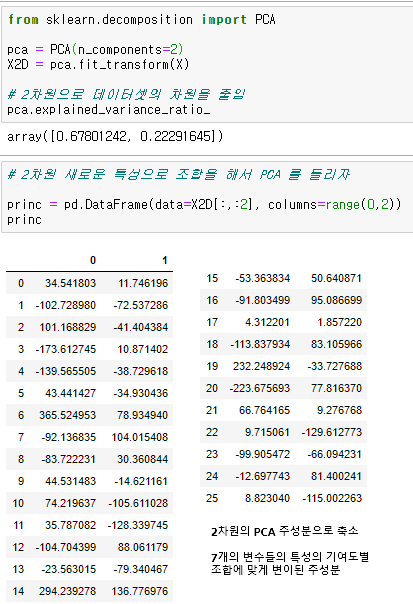 from sklearn.decomposition import PCA
pca = PCA(n_components=2)
X2D = pca.fit_transform(X)
# 2차원으로 데이터셋의 차원을 줄임
pca.explained_variance_ratio_
array([0.67801242, 0.22291645])
# 2차원 새로운 특성으로 조합을 해서 PCA 를 돌리자
princ = pd.DataFrame(data=X2D[:,:2], columns=range(0,2))
princ
0 1
0 34.541803 11.746196
1 -102.728980 -72.537286
2 101.168829 -41.404384
3 -173.612745 10.871402
4 -139.565505 -38.729618
5 43.441427 -34.930436
6 365.524953 78.934940
7 -92.136835 104.015408
8 -83.722231 30.360844
9 44.531483 -14.621161
10 74.219637 -105.611028
11 35.787082 -128.339745
12 -104.704399 88.061179
13 -23.563015 -79.340467
14 294.239278 136.776976
15 -53.363834 50.640871
16 -91.803499 95.086699
17 4.312201 1.857220
18 -113.837934 83.105966
19 232.248924 -33.727688
20 -223.675693 77.816370
21 66.764165 9.276768
22 9.715061 -129.612773
23 -99.905472 -66.094231
24 -12.697743 81.400241
25 8.823040 -115.002263
2차원의 PCA 주성분으로 축소
7개의 변수들의 특성의 기여도별
조합에 맞게 변이된 주성분